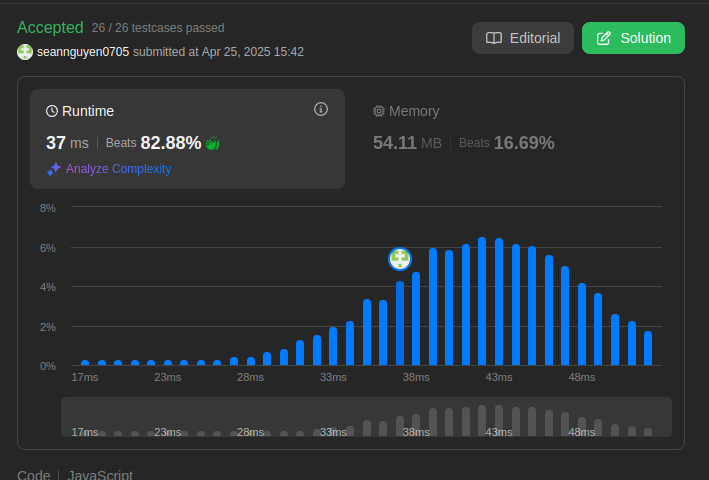 Accepted 26 / 26 testcases passed
seannguyen0705 submitted at Apr 25, 2025 15:42
Editorial
Solution
Runtime
37 ms | Beats 82.88%
Analyze Complexity
Memory
54.11 MB | Beats 16.69%
8%
6%
4%
2%
0%
17ms 23ms 28ms 33ms 38ms 43ms 48ms
17ms 23ms 28ms 33ms 38ms 43ms 48ms
Code | JavaScript